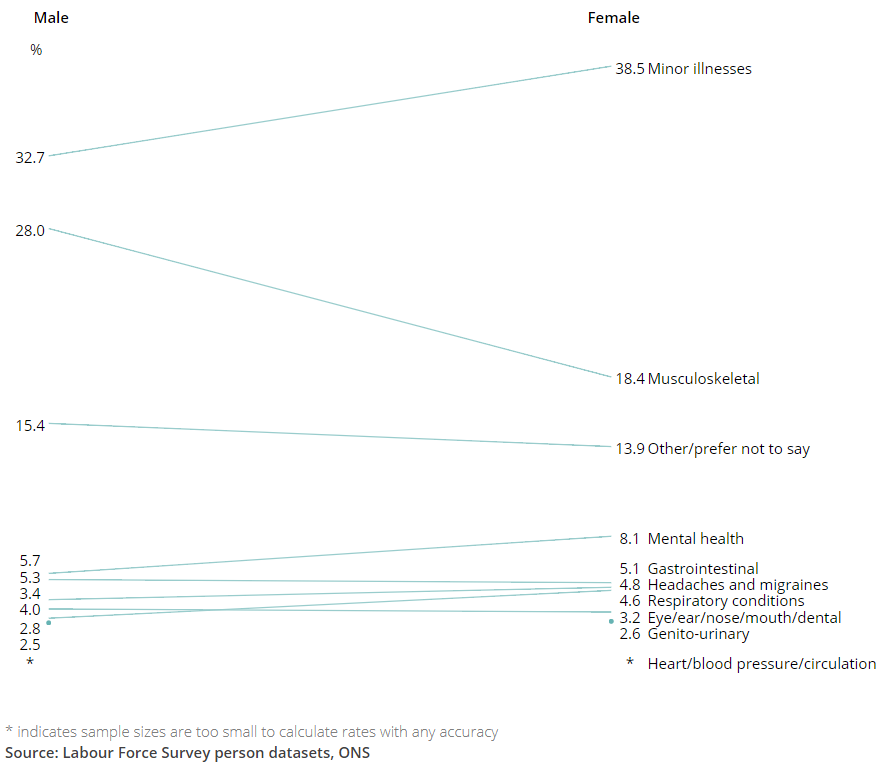 Male Female
%
38.5 Minor illnesses
32.7
28.0
18.4 Musculoskeletal
15.4
13.9 Other/prefer not to say
8.1 Mental health
5.7
5.1 Gastrointestinal
5.3
4.8 Headaches and migraines
3.4
4.6 Respiratory conditions
4.0
3.2 Eye/ear/nose/mouth/dental
2.8
2.6 Genito-urinary
2.5
* * Heart/blood pressure/circulation
* indicates sample sizes are too small to calculate rates with any accuracy
Source: Labour Force Survey person datasets, ONS